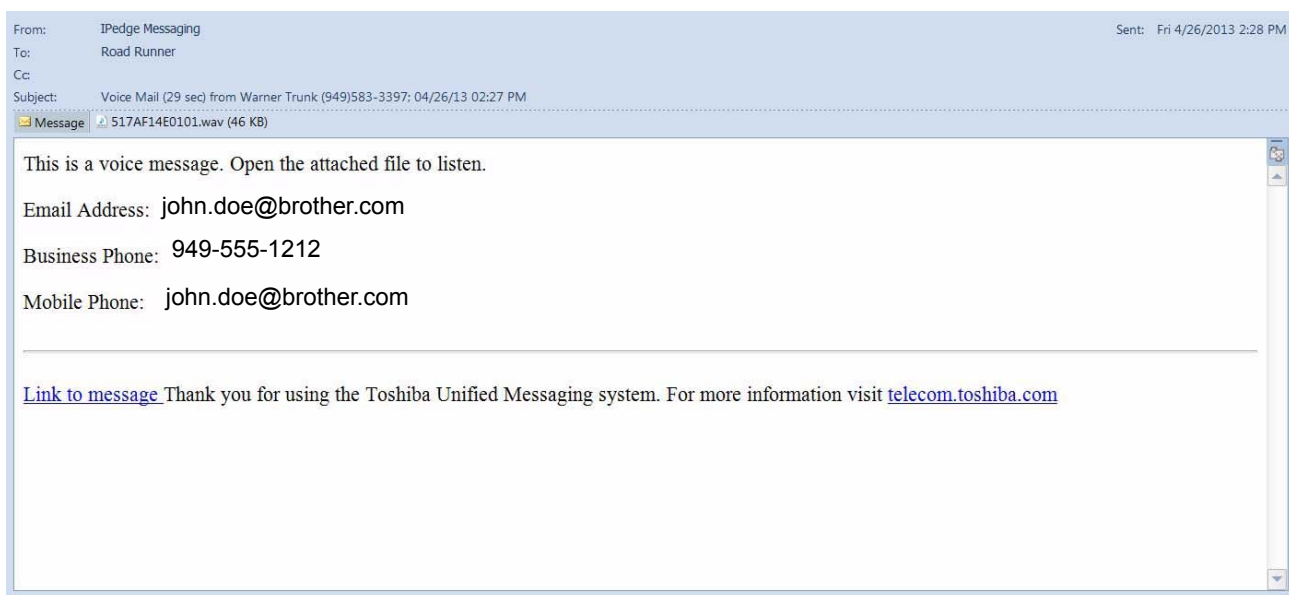 From: IPedge Messaging Sent: Fri 4/26/2013 2:28 PM
To: Road Runner
Cc:
Subject: Voice Mail (29 sec) from Warner Trunk (949)583-3397; 04/26/13 02:27 PM
Message 517AF14E0101.wav (46 KB)
This is a voice message. Open the attached file to listen.
Email Address: john.doe@brother.com
Business Phone: 949-555-1212
Mobile Phone: john.doe@brother.com
Link to message Thank you for using the Toshiba Unified Messaging system. For more information visit telecom.toshiba.com